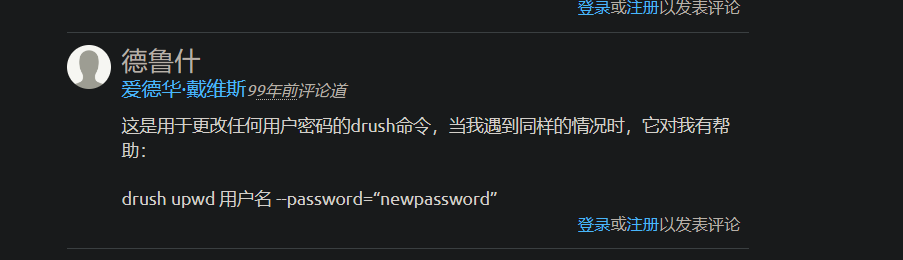 登录或注册以发表评论
德鲁什
爱德华·戴维斯 99年前评论道
这是用于更改任何用户密码的drush命令，当我遇到同样的情况时，它对我有帮
助：
drush upwd 用户名 --password=“newpassword”
登录或注册以发表评论